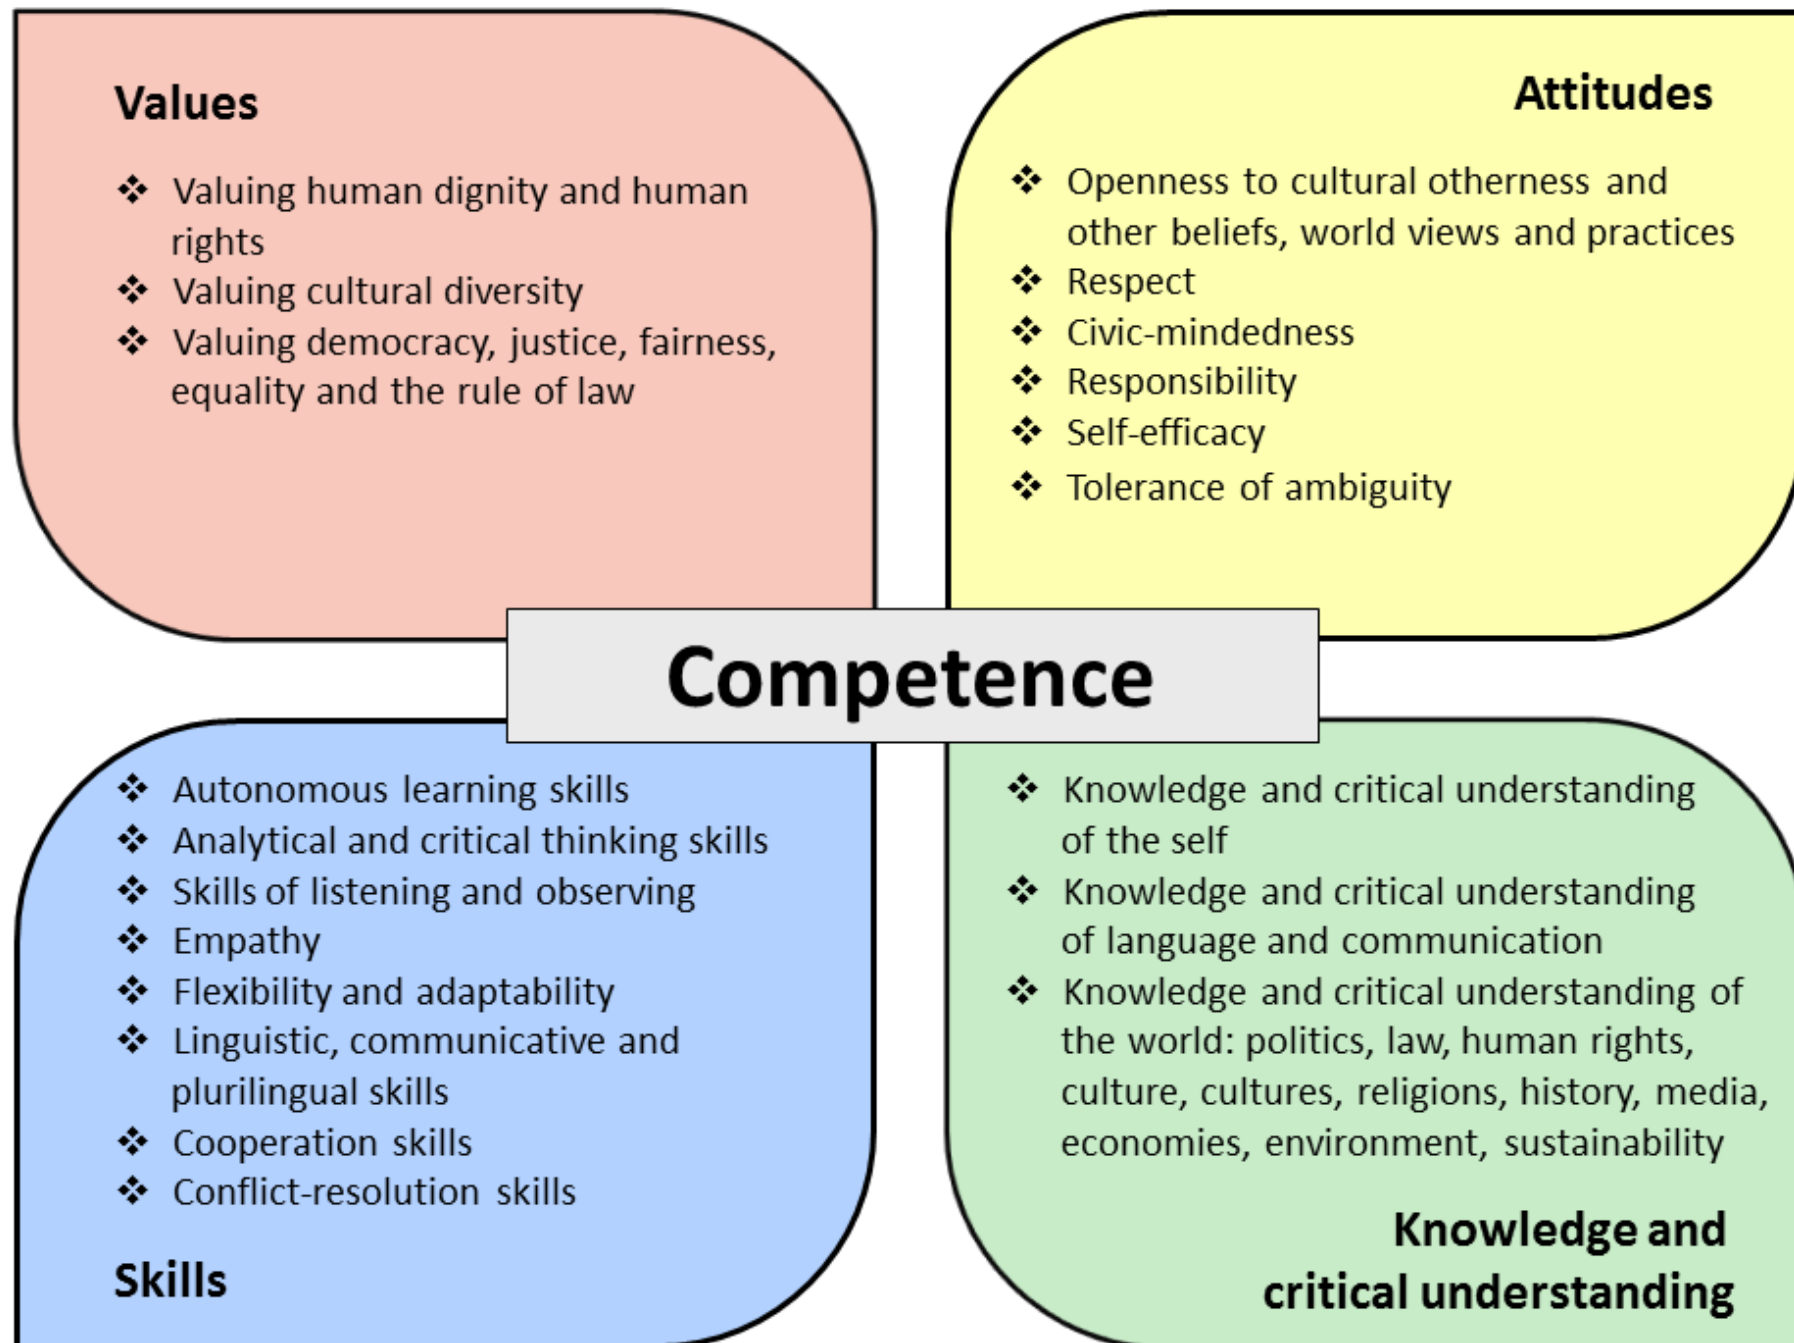 Values
❖ Valuing human dignity and human
rights
❖ Valuing cultural diversity
❖ Valuing democracy, justice, fairness,
equality and the rule of law
Attitudes
❖ Openness to cultural otherness and
other beliefs, world views and practices
❖ Respect
❖ Civic-mindedness
❖ Responsibility
❖ Self-efficacy
❖ Tolerance of ambiguity
Competence
❖ Autonomous learning skills
❖ Analytical and critical thinking skills
❖ Skills of listening and observing
❖ Empathy
❖ Flexibility and adaptability
❖ Linguistic, communicative and
plurilingual skills
❖ Cooperation skills
❖ Conflict-resolution skills
Skills
❖ Knowledge and critical understanding
of the self
❖ Knowledge and critical understanding
of language and communication
❖ Knowledge and critical understanding of
the world: politics, law, human rights,
culture, cultures, religions, history, media,
economies, environment, sustainability
Knowledge and
critical understanding